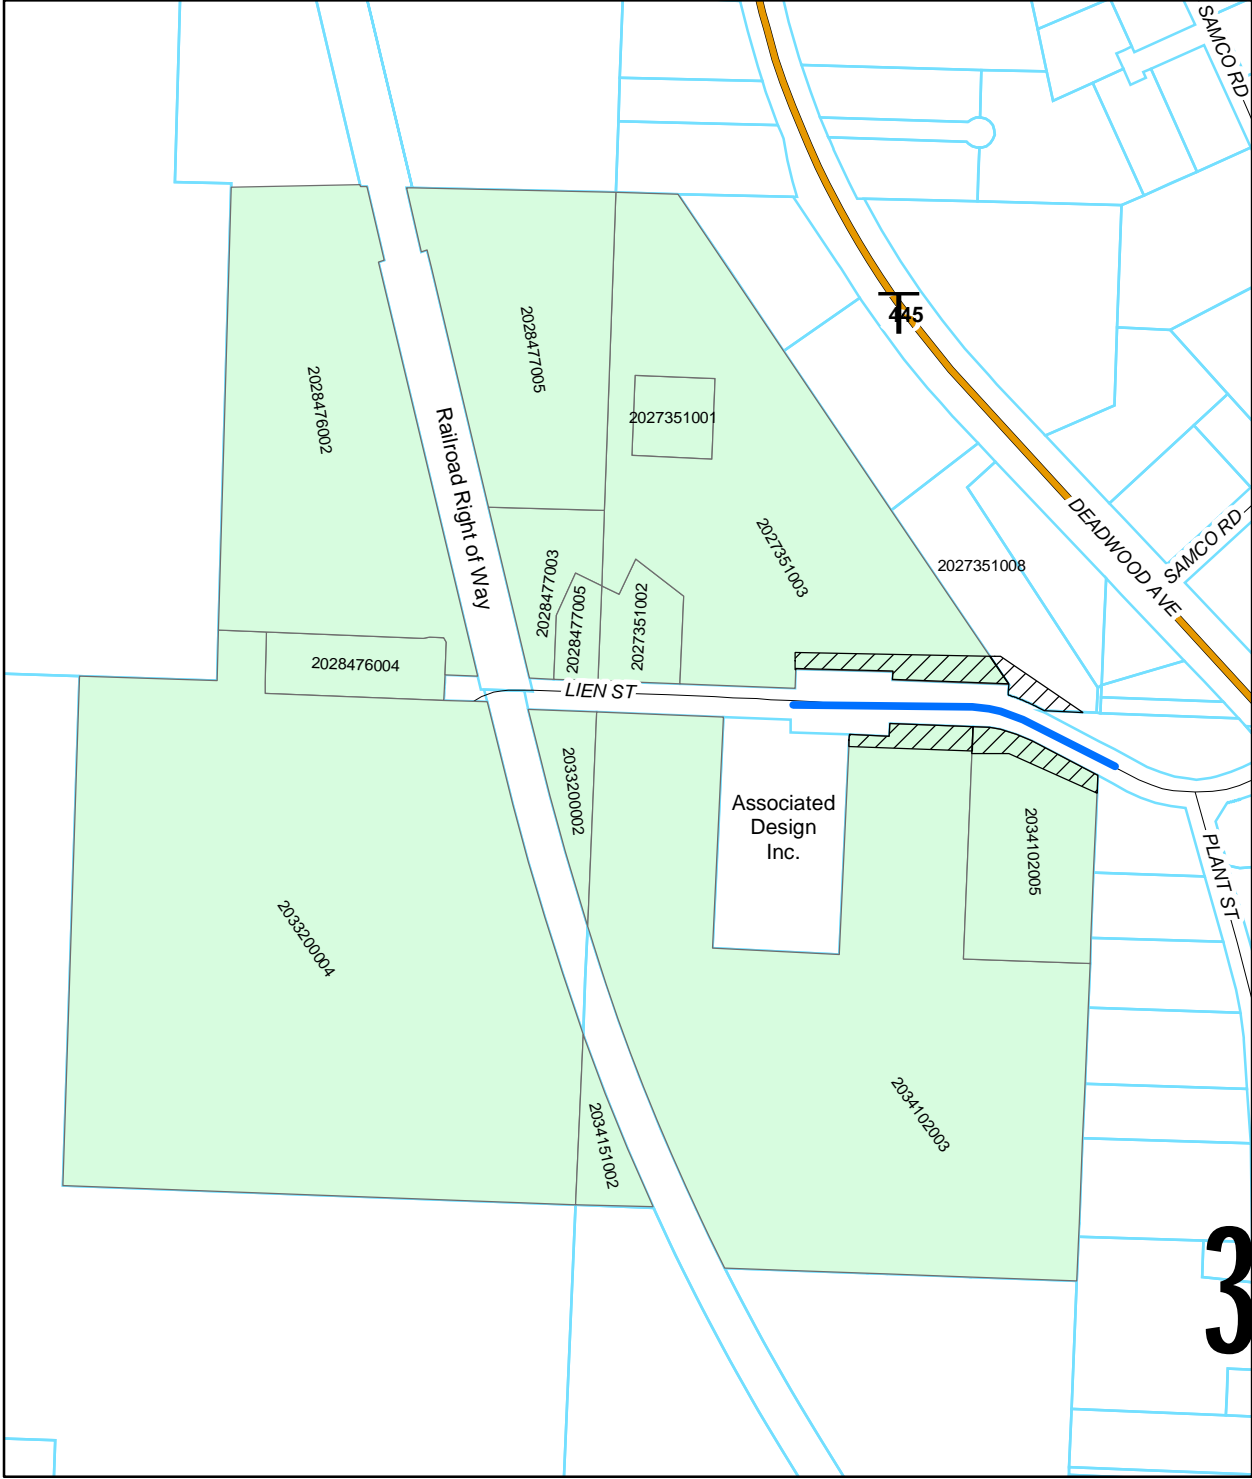 SAMCO RD
445
2028477005
2028476002
2027351001
Railroad Right of Way
2027351003
DEADWOOD AVE
SAMCO RD
2027351008
2028477003
2028477005
2027351002
2028476004
LIEN ST
2033200002
Associated
Design
Inc.
2034102005
PLANT ST
2033200004
2034102003
2034151002
3